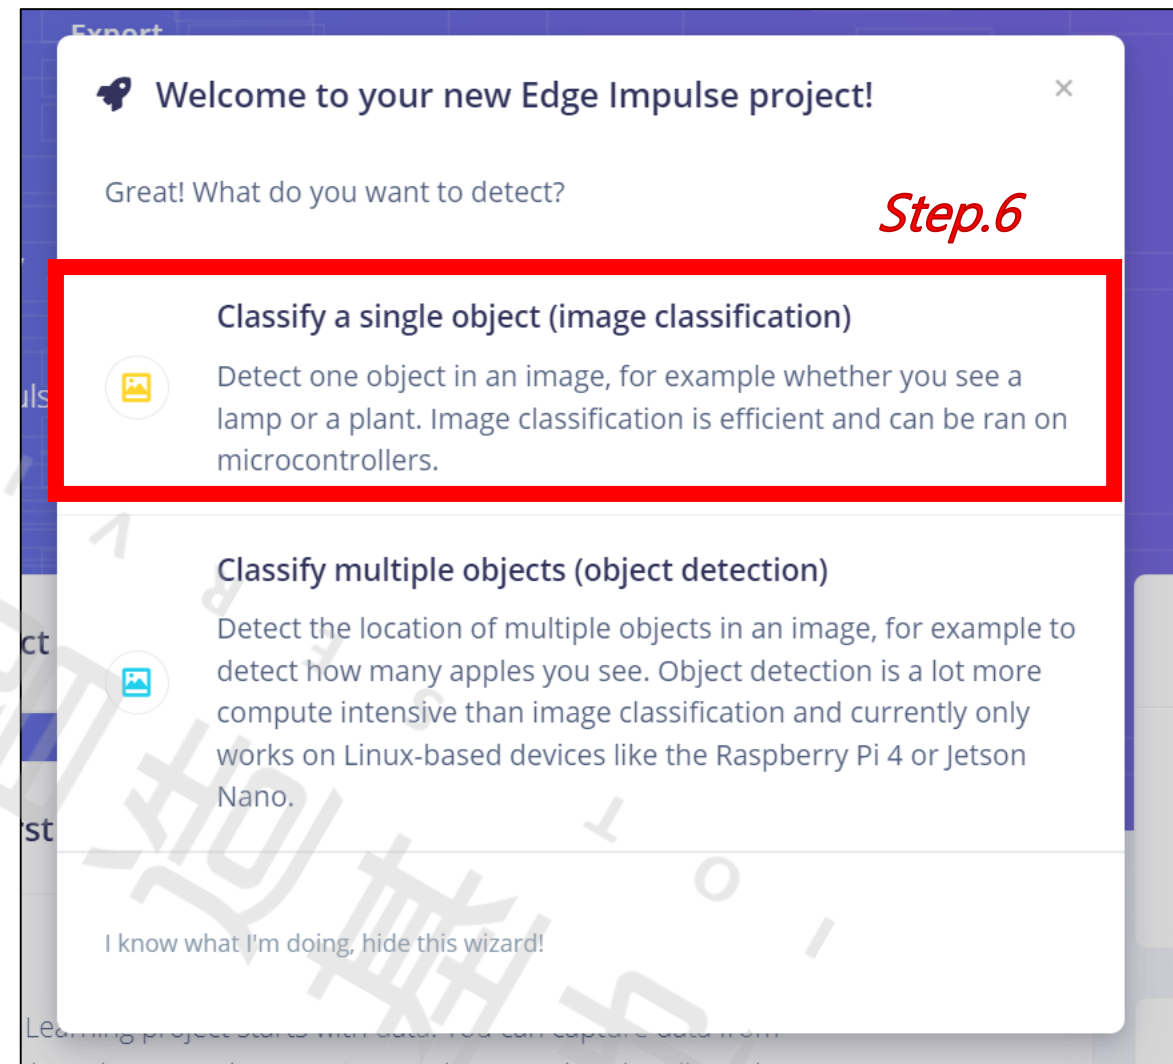 Export
Welcome to your new Edge Impulse project!
×
Great! What do you want to detect?
Step.6
Classify a single object (image classification)
Detect one object in an image, for example whether you see a
lamp or a plant. Image classification is efficient and can be ran on
microcontrollers.
Classify multiple objects (object detection)
Detect the location of multiple objects in an image, for example to
detect how many apples you see. Object detection is a lot more
compute intensive than image classification and currently only
works on Linux-based devices like the Raspberry Pi 4 or Jetson
Nano.
I know what I'm doing, hide this wizard!